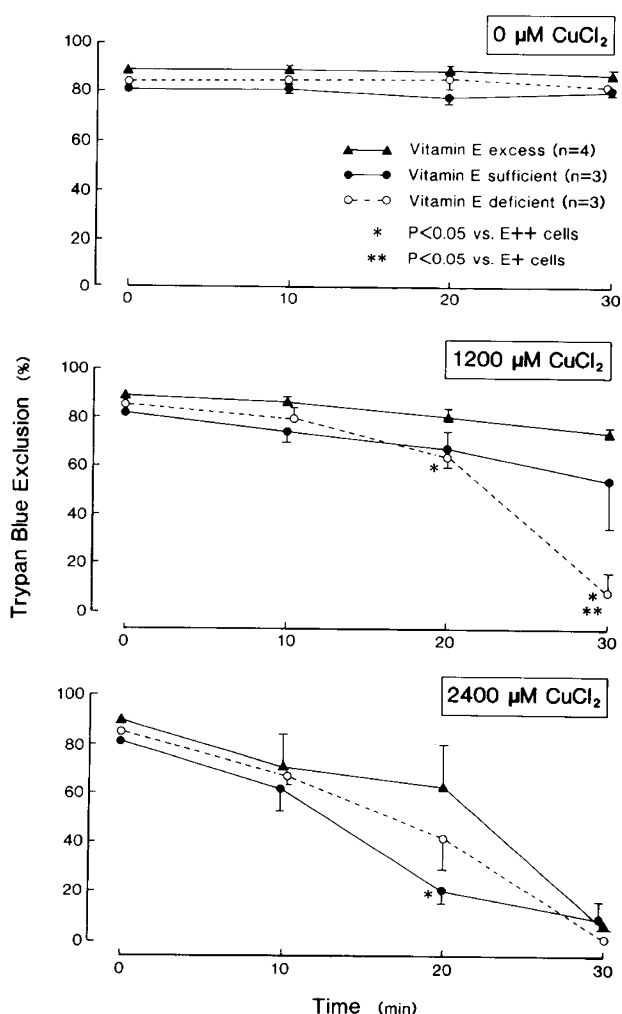 0 µM CuCl2
100
80
60
40
20
0
Vitamin E excess (n=4)
Vitamin E sufficient (n=3)
Vitamin E deficient (n=3)
* P<0.05 vs. E++ cells
** P<0.05 vs. E+ cells
0 10 20 30
1200 µM CuCl2
100
80
60
40
20
0
*
*
**
0 10 20 30
Trypan Blue Exclusion (%)
2400 µM CuCl2
100
80
60
40
20
0
*
0 10 20 30
Time (min)